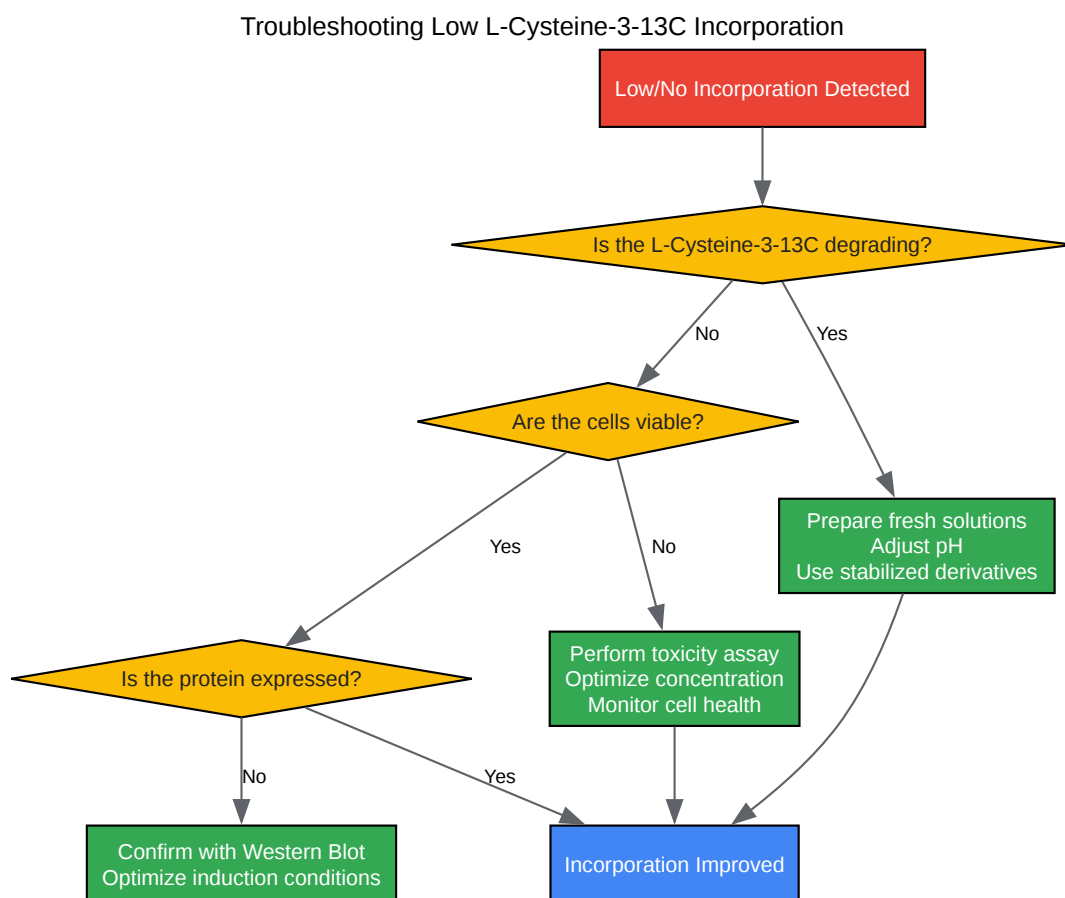 Troubleshooting Low L-Cysteine-3-13C Incorporation
Low/No Incorporation Detected
Is the L-Cysteine-3-13C degrading?
No
Yes
Are the cells viable?
Yes
No
Prepare fresh solutions
Adjust pH
Use stabilized derivatives
Is the protein expressed?
Perform toxicity assay
Optimize concentration
Monitor cell health
No
Yes
Confirm with Western Blot
Optimize induction conditions
Incorporation Improved